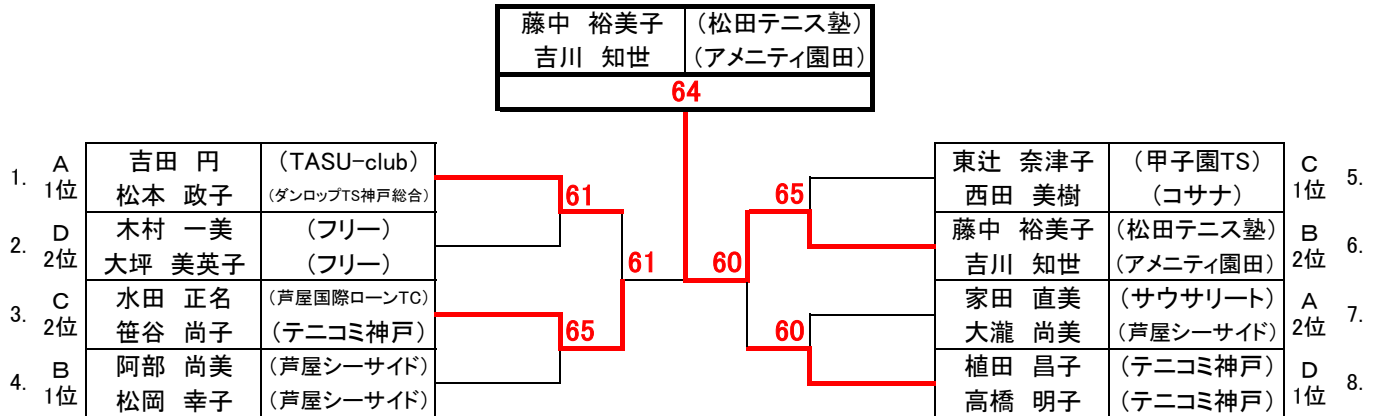 藤中 裕美子 (松田テニス塾)
吉川 知世 (アメニティ園田)
64
1. A 1位 吉田 円 (TASU-club)
松本 政子 (ダンロップTS神戸総合)
61
2. D 2位 木村 一美 (フリー)
大坪 美英子 (フリー)
61
3. C 2位 水田 正名 (芦屋国際ローンTC)
笹谷 尚子 (テニコミ神戸)
65
4. B 1位 阿部 尚美 (芦屋シーサイド)
松岡 幸子 (芦屋シーサイド)
東辻 奈津子 (甲子園TS) C 1位 5.
西田 美樹 (コサナ)
65
藤中 裕美子 (松田テニス塾) B 2位 6.
吉川 知世 (アメニティ園田)
60
家田 直美 (サウサリート) A 2位 7.
大瀧 尚美 (芦屋シーサイド)
60
植田 昌子 (テニコミ神戸) D 1位 8.
高橋 明子 (テニコミ神戸)